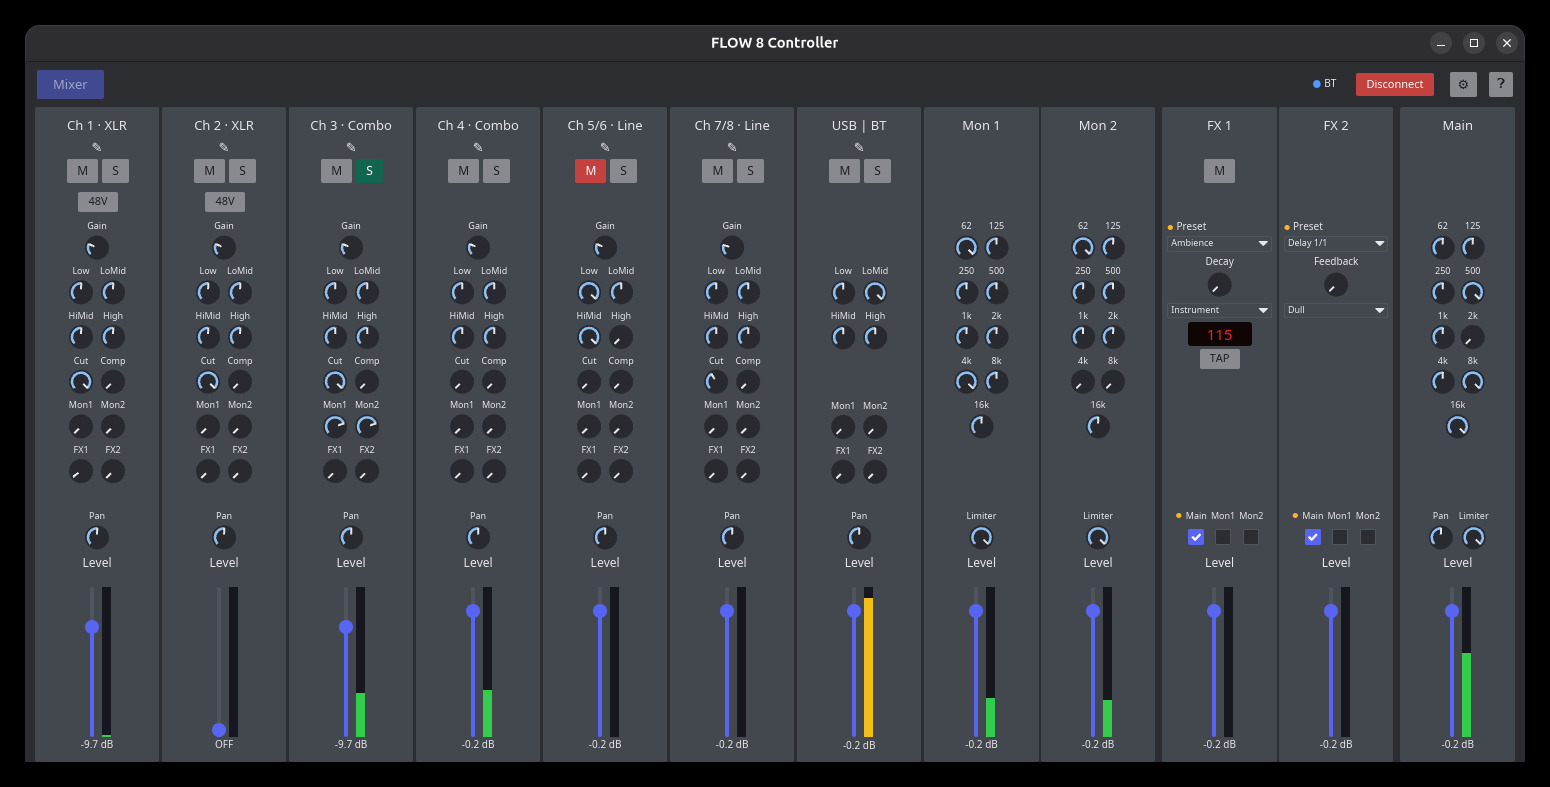 FLOW 8 Controller
Mixer
BT
Disconnect
?
Ch 1 · XLR
Ch 2 · XLR
Ch 3 · Combo
Ch 4 · Combo
Ch 5/6 · Line
Ch 7/8 · Line
USB | BT
Mon 1
Mon 2
FX 1
FX 2
Main
M S M S M S M S M S M S M S M
48V 48V
Gain Gain Gain Gain Gain Gain 62 125 62 125 Preset Preset 62 125
Ambience Delay 1/1
Decay Feedback
Low LoMid Low LoMid Low LoMid Low LoMid Low LoMid Low LoMid Low LoMid 250 500 250 500 250 500
Instrument Dull
HiMid High HiMid High HiMid High HiMid High HiMid High HiMid High HiMid High 1k 2k 1k 2k 1k 2k
115
TAP
Cut Comp Cut Comp Cut Comp Cut Comp Cut Comp Cut Comp 4k 8k 4k 8k 4k 8k
Mon1 Mon2 Mon1 Mon2 Mon1 Mon2 Mon1 Mon2 Mon1 Mon2 Mon1 Mon2 Mon1 Mon2 16k 16k 16k
FX1 FX2 FX1 FX2 FX1 FX2 FX1 FX2 FX1 FX2 FX1 FX2 FX1 FX2
Pan Pan Pan Pan Pan Pan Pan Limiter Limiter Main Mon1 Mon2 Main Mon1 Mon2 Pan Limiter
Level Level Level Level Level Level Level Level Level Level Level Level
-9.7 dB OFF -9.7 dB -0.2 dB -0.2 dB -0.2 dB -0.2 dB -0.2 dB -0.2 dB -0.2 dB -0.2 dB -0.2 dB